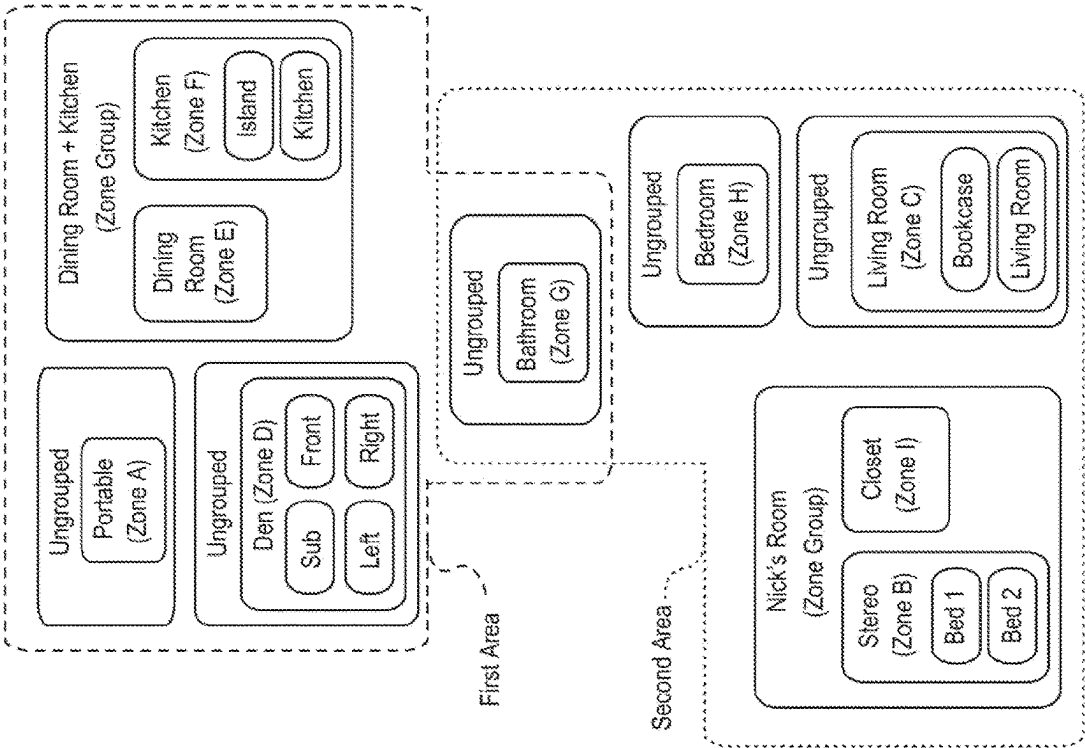 Ungrouped
Portable
(Zone A)
Dining Room + Kitchen
(Zone Group)
Dining
Room
(Zone E)
Kitchen
(Zone F)
Island
Kitchen
Ungrouped
Den (Zone D)
Sub
Front
Left
Right
First Area
Ungrouped
Bathroom
(Zone G)
Second Area
Ungrouped
Bedroom
(Zone H)
Nick's Room
(Zone Group)
Stereo
(Zone B)
Bed 1
Bed 2
Closet
(Zone I)
Ungrouped
Living Room
(Zone C)
Bookcase
Living Room